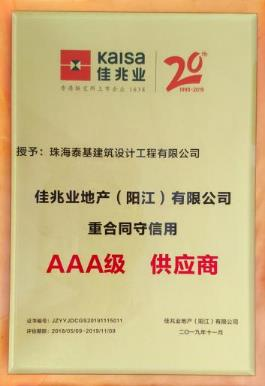 Kaisa
佳兆业
香港联交所上市企业 1638
20th
1999-2019
授予：珠海泰基建筑设计工程有限公司
佳兆业地产（阳江）有限公司
重合同守信用
AAA级 供应商
证书编号：JZYYJDCGS20191115011
评估日期：2018/05/09-2019/11/09
佳兆业地产（阳江）有限公司
二〇一九年十一月